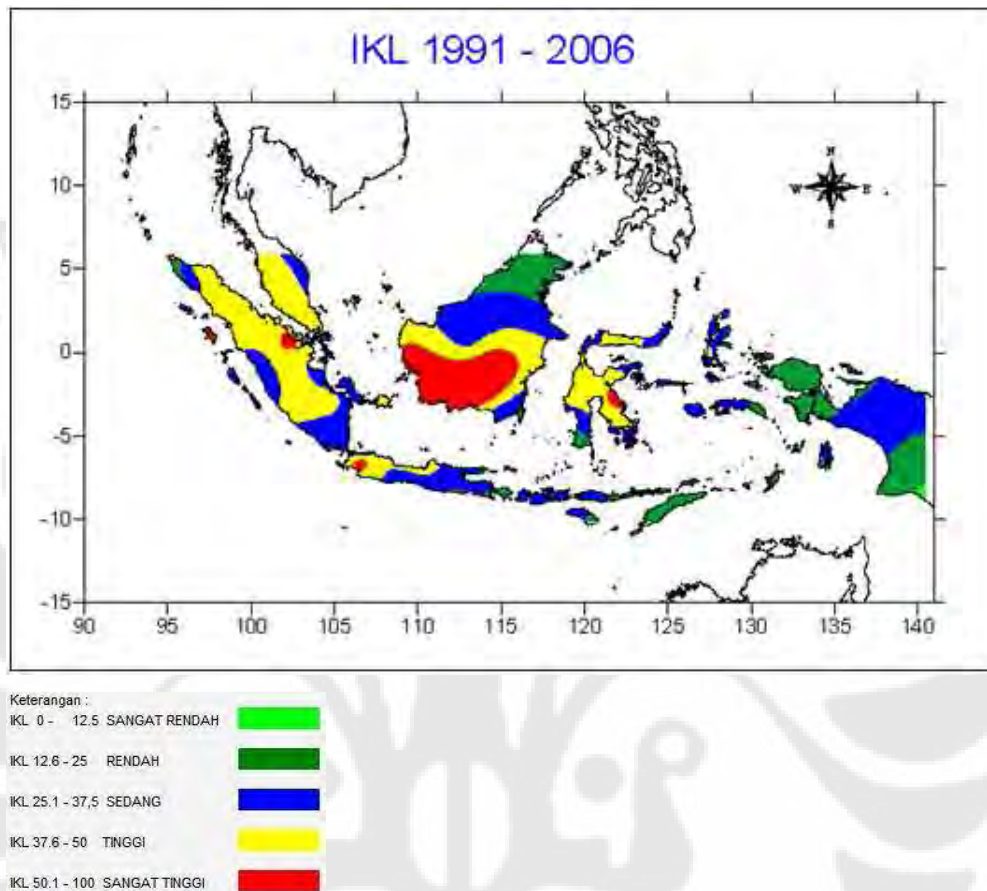 IKL 1991 - 2006
15
10
5
0
-5
-10
-15
90 95 100 105 110 115 120 125 130 135 140
N
W E
S
Keterangan :
IKL 0 - 12.5 SANGAT RENDAH
IKL 12.6 - 25 RENDAH
IKL 25.1 - 37,5 SEDANG
IKL 37.6 - 50 TINGGI
IKL 50.1 - 100 SANGAT TINGGI